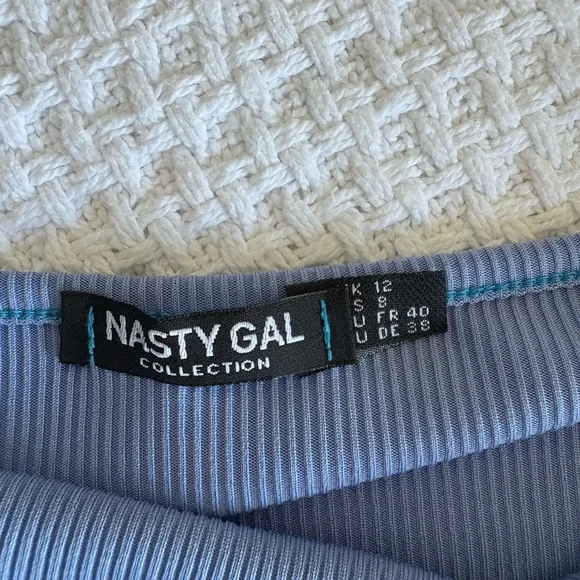 NASTY GAL
COLLECTION
K 12
S 8
U FR 40
U DE 38